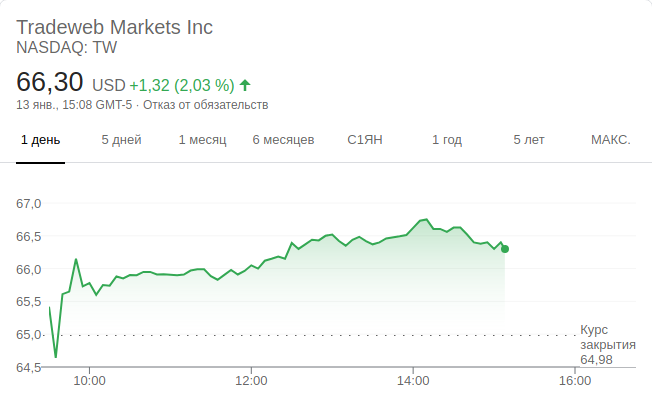 Tradeweb Markets Inc
NASDAQ: TW
66,30 USD +1,32 (2,03 %)
13 янв., 15:08 GMT-5 · Отказ от обязательств
1 день 5 дней 1 месяц 6 месяцев С1ЯН 1 год 5 лет МАКС.
67,0
66,5
66,0
65,5
65,0
64,5
Курс
закрытия
64,98
10:00 12:00 14:00 16:00